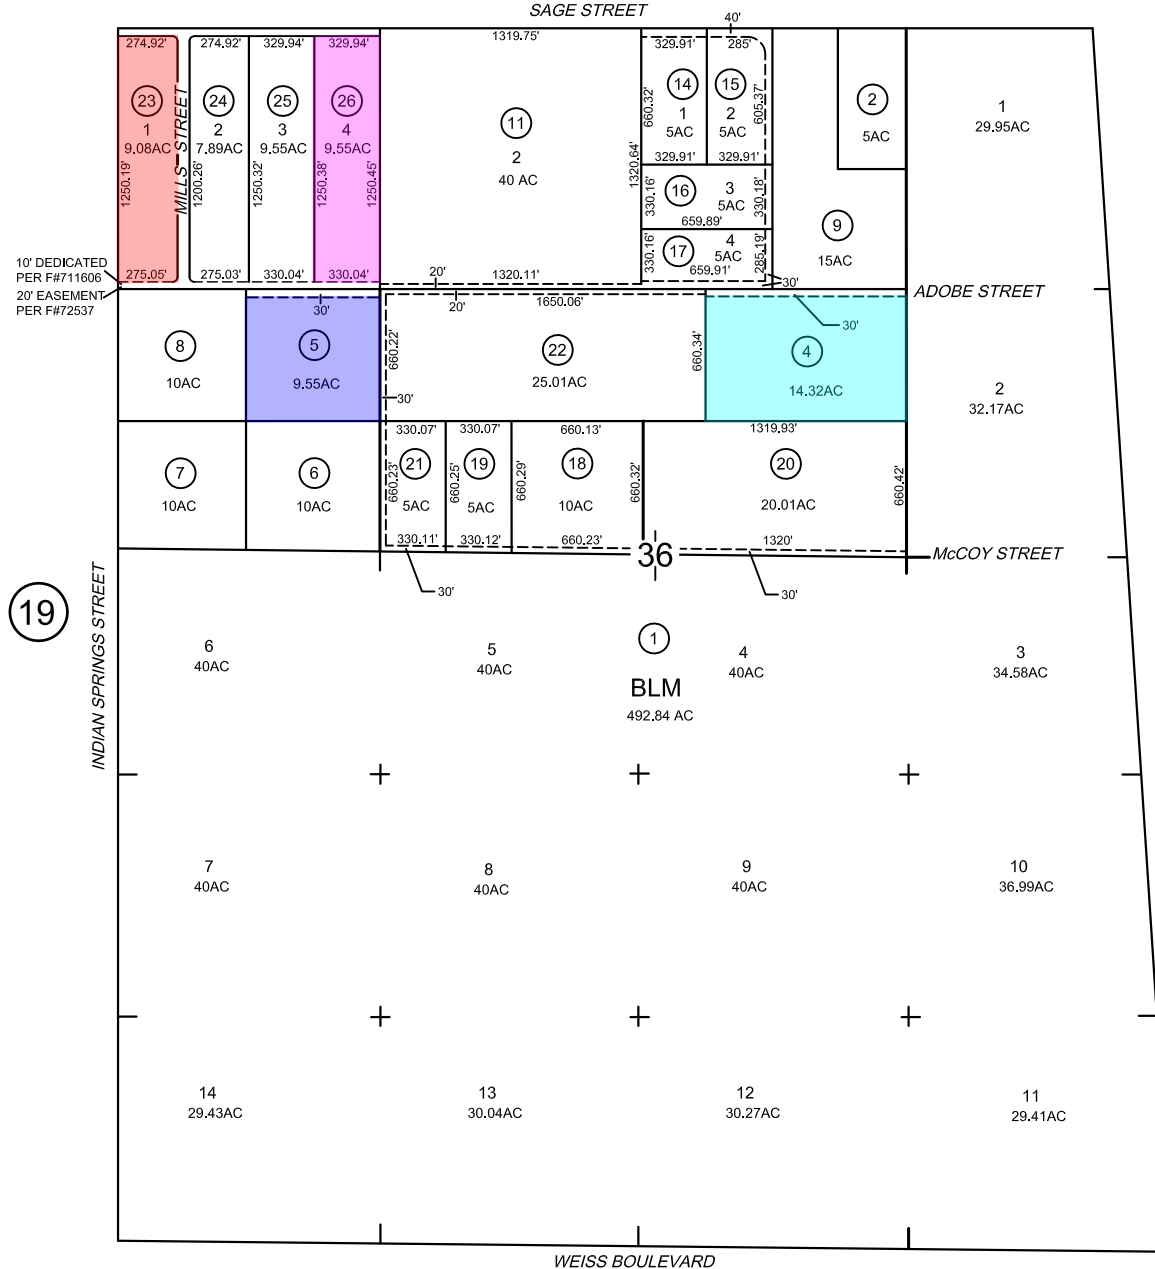 SAGE STREET
40'
274.92'
274.92'
329.94'
329.94'
1319.75'
329.91'
285'
23
1
9.08AC
1250.19'
MILLS STREET
24
2
7.89AC
1200.26'
25
3
9.55AC
1250.32'
26
4
9.55AC
1250.38'
1250.45'
11
2
40 AC
1320.64'
660.32'
14
1
5AC
329.91'
15
2
5AC
329.91'
605.37'
2
5AC
1
29.95AC
330.16'
16
3
5AC
659.89'
330.18'
330.16'
17
4
5AC
659.91'
285.19'
9
15AC
10' DEDICATED
PER F#711606
20' EASEMENT
PER F#72537
275.05'
275.03'
330.04'
330.04'
20'
1320.11'
30'
ADOBE STREET
30'
20'
1650.06'
30'
8
10AC
5
9.55AC
660.22'
30'
22
25.01AC
660.34'
4
14.32AC
2
32.17AC
330.07'
330.07'
660.13'
1319.93'
7
10AC
6
10AC
660.23'
21
5AC
660.25'
19
5AC
660.29'
18
10AC
660.32'
20
20.01AC
660.42'
330.11'
330.12'
660.23'
36
1320'
McCOY STREET
30'
30'
19
INDIAN SPRINGS STREET
6
40AC
5
40AC
1
BLM
492.84 AC
4
40AC
3
34.58AC
7
40AC
8
40AC
9
40AC
10
36.99AC
14
29.43AC
13
30.04AC
12
30.27AC
11
29.41AC
WEISS BOULEVARD